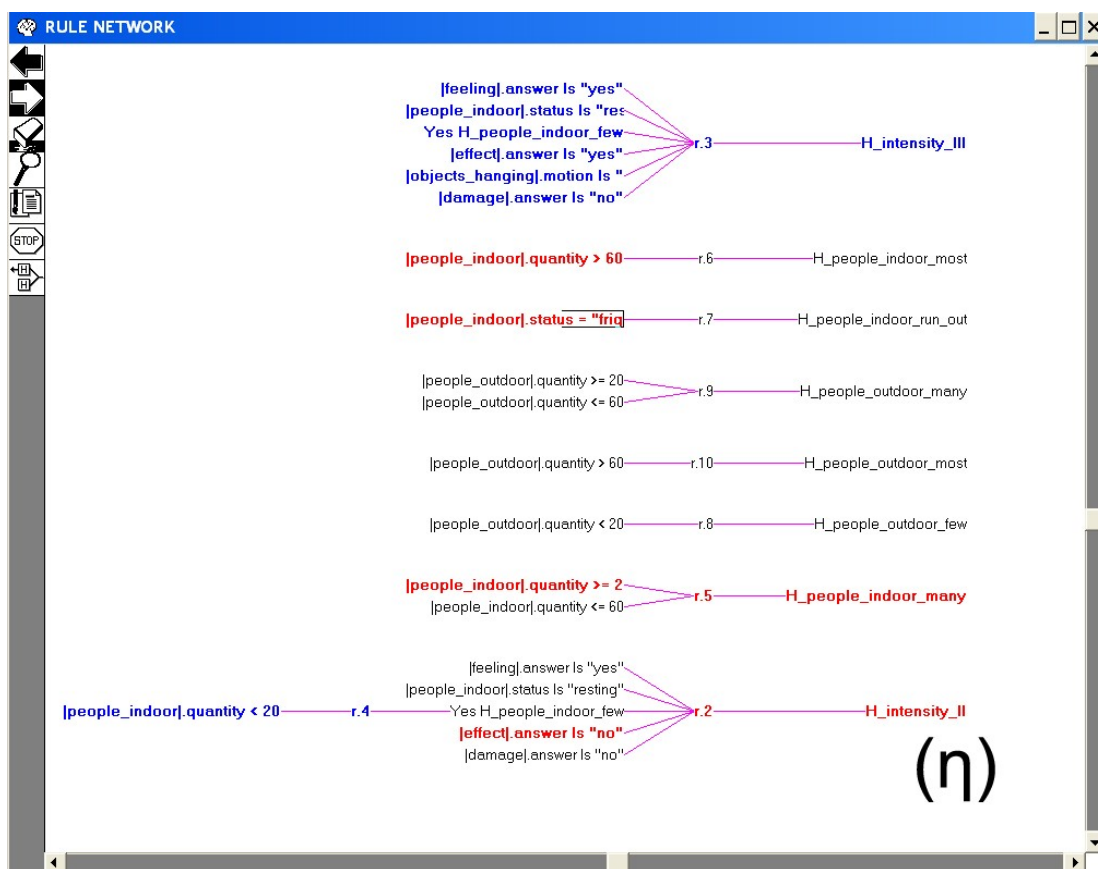 RULE NETWORK
|feeling|.answer Is "yes"
|people_indoor|.status Is "res
Yes H_people_indoor_few
|effect|.answer Is "yes"
|objects_hanging|.motion Is "
|damage|.answer Is "no"
r.3
H_intensity_III
STOP
H
H
|people_indoor|.quantity > 60
r.6
H_people_indoor_most
|people_indoor|.status = "frig
r.7
H_people_indoor_run_out
|people_outdoor|.quantity >= 20
|people_outdoor|.quantity <= 60
r.9
H_people_outdoor_many
|people_outdoor|.quantity > 60
r.10
H_people_outdoor_most
|people_outdoor|.quantity < 20
r.8
H_people_outdoor_few
|people_indoor|.quantity >= 2
|people_indoor|.quantity <= 60
r.5
H_people_indoor_many
|feeling|.answer Is "yes"
|people_indoor|.status Is "resting"
|people_indoor|.quantity < 20
r.4
Yes H_people_indoor_few
|effect|.answer Is "no"
|damage|.answer Is "no"
r.2
H_intensity_II
(η)